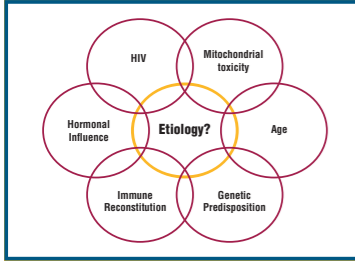 HIV
Mitochondrial
toxicity
Hormonal
Influence
Etiology?
Age
Immune
Reconstitution
Genetic
Predisposition